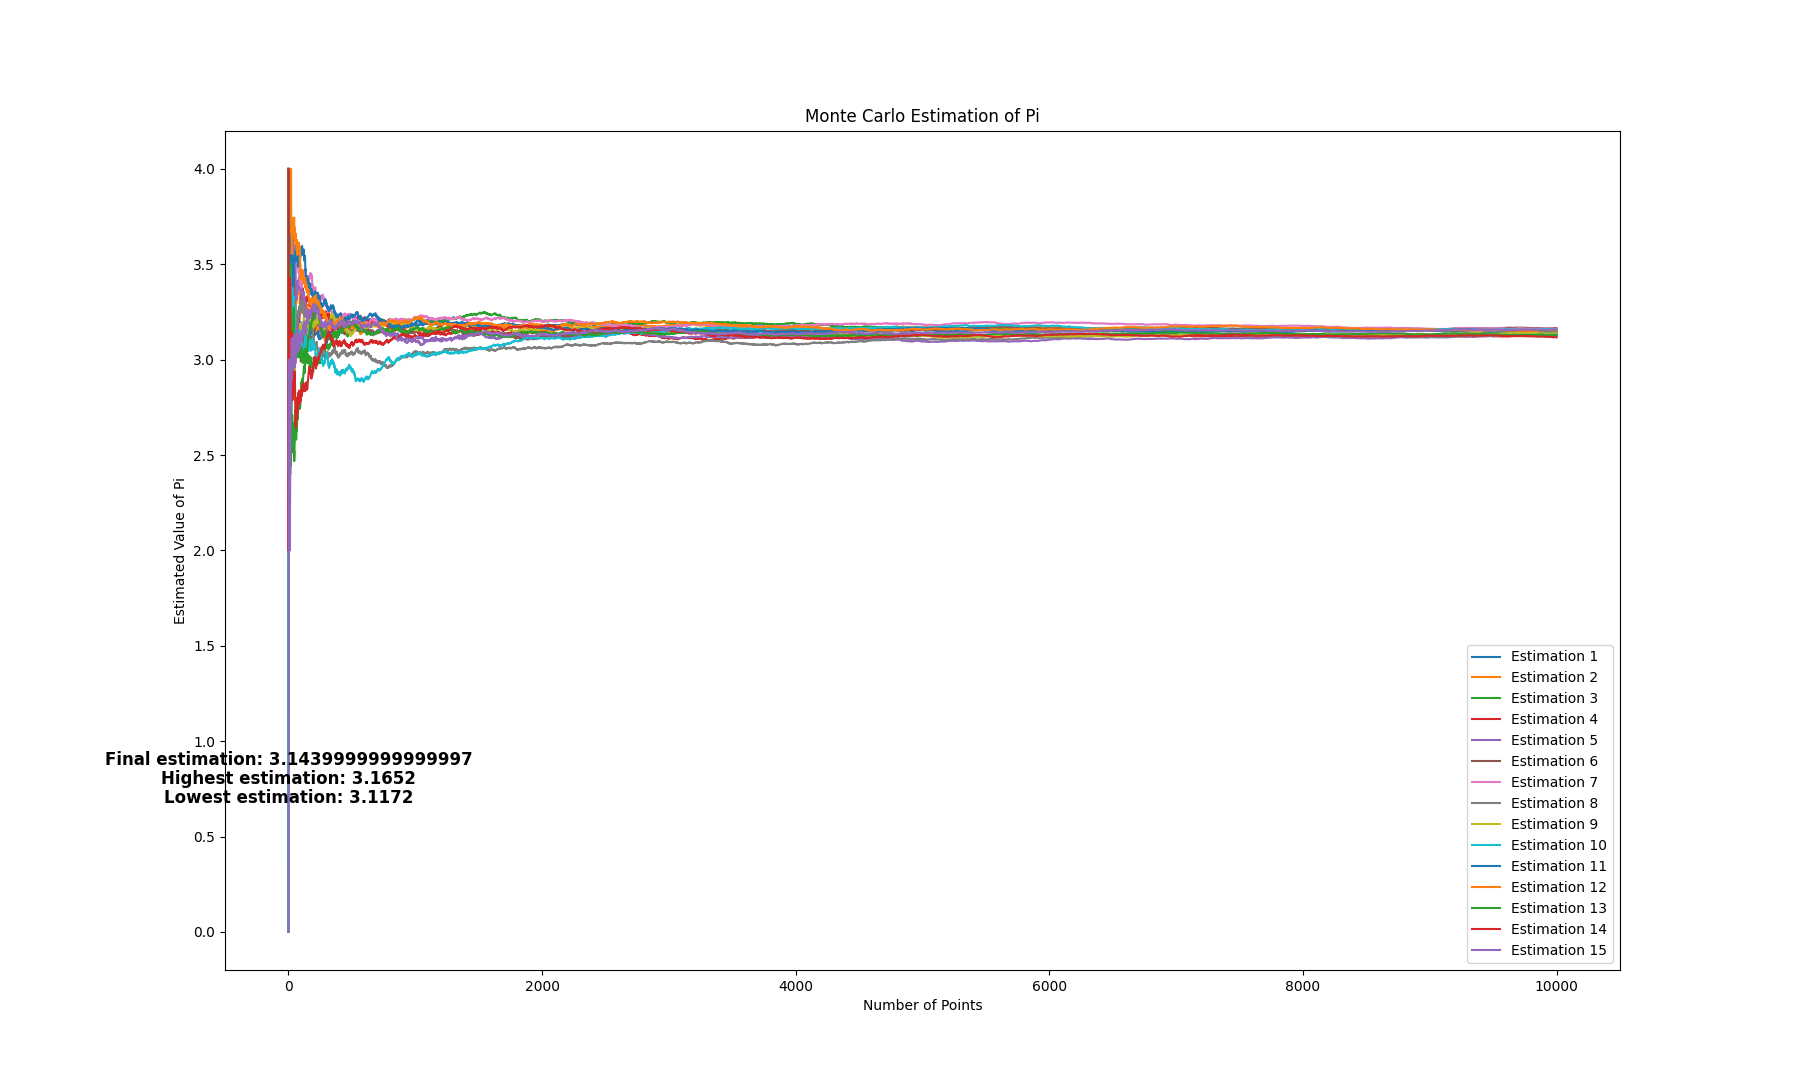 Monte Carlo Estimation of Pi
4.0
3.5
3.0
2.5
2.0
1.5
1.0
0.5
0.0
Estimated Value of Pi
Final estimation: 3.1439999999999997
Highest estimation: 3.1652
Lowest estimation: 3.1172
Estimation 1
Estimation 2
Estimation 3
Estimation 4
Estimation 5
Estimation 6
Estimation 7
Estimation 8
Estimation 9
Estimation 10
Estimation 11
Estimation 12
Estimation 13
Estimation 14
Estimation 15
0 2000 4000 6000 8000 10000
Number of Points